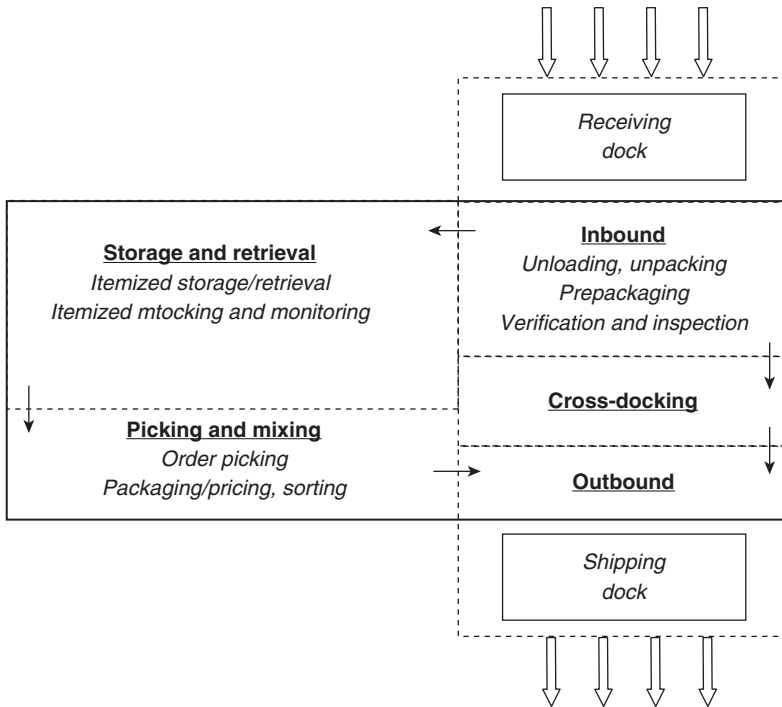 Receiving
dock
Storage and retrieval
Itemized storage/retrieval
Itemized mtocking and monitoring
Inbound
Unloading, unpacking
Prepackaging
Verification and inspection
Cross-docking
Picking and mixing
Order picking
Packaging/pricing, sorting
Outbound
Shipping
dock